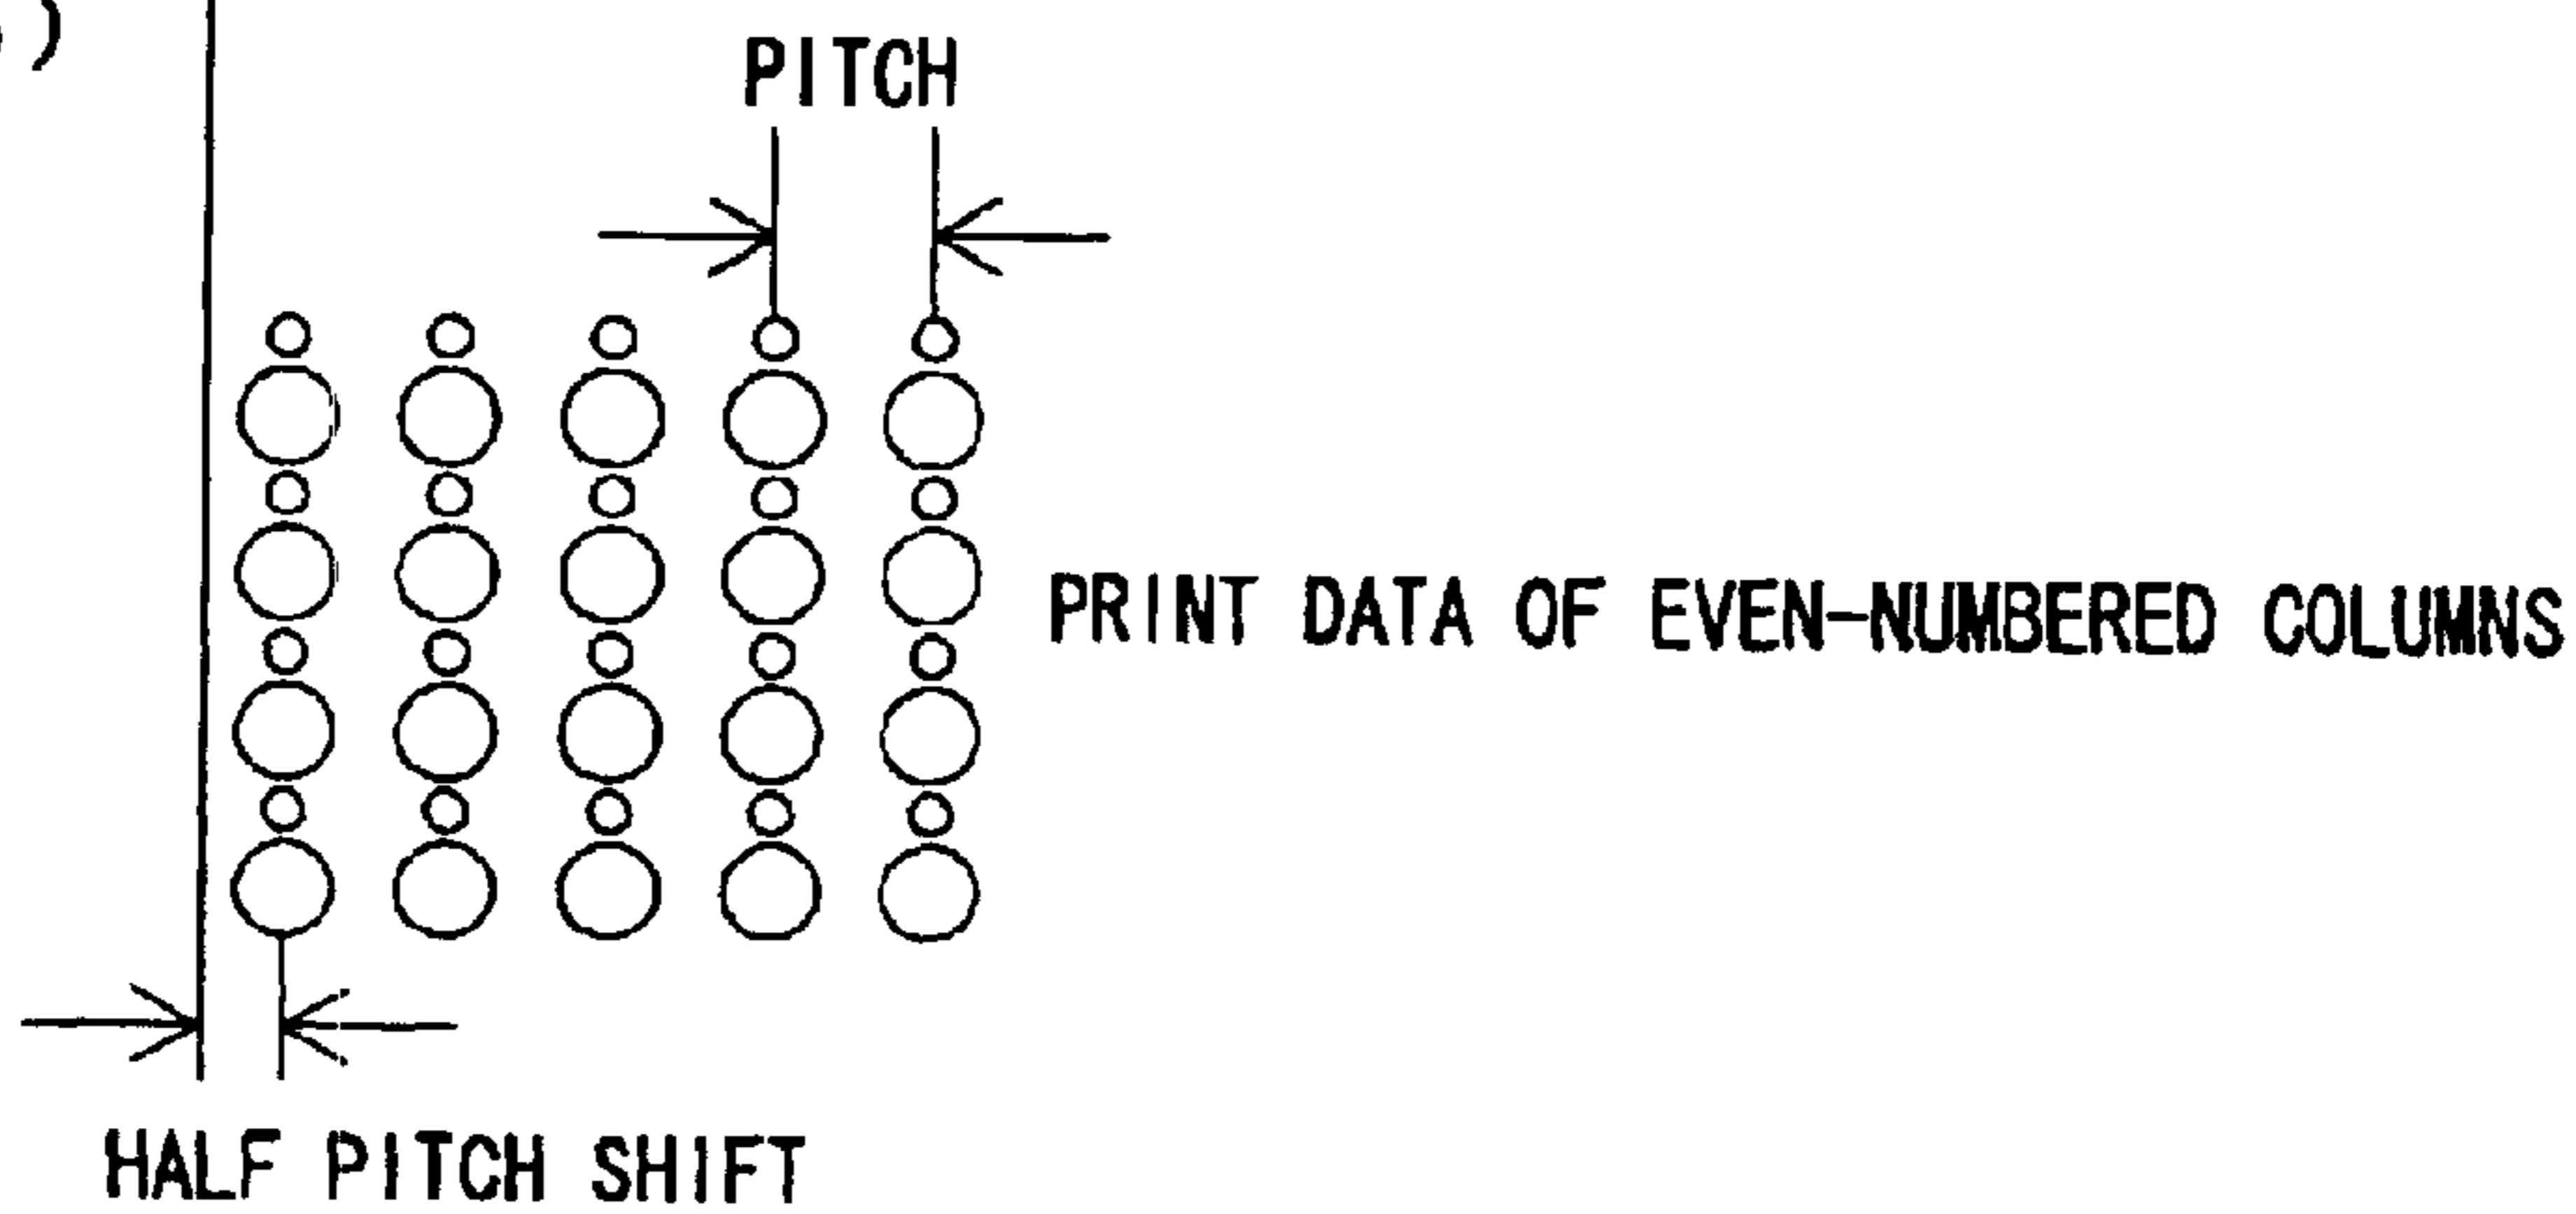 )
PITCH
PRINT DATA OF EVEN-NUMBERED COLUMNS
HALF PITCH SHIFT